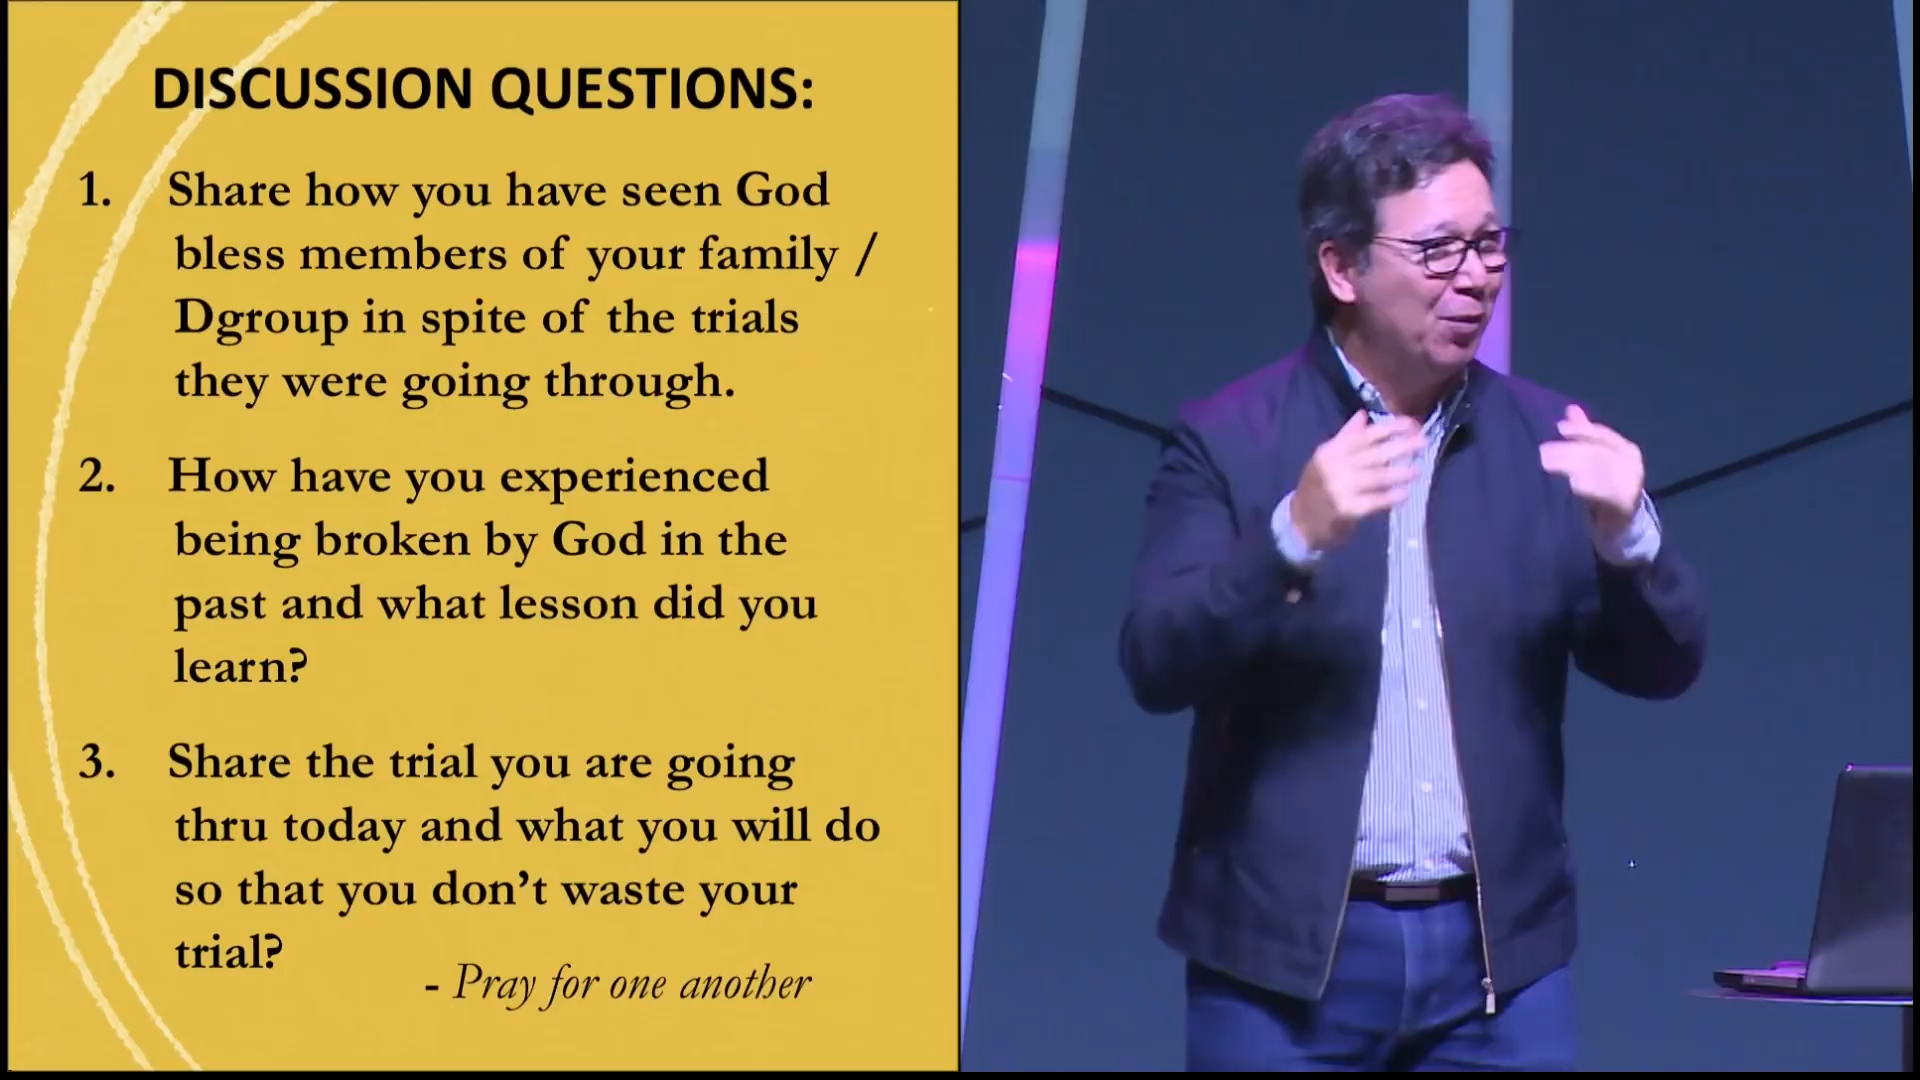 DISCUSSION QUESTIONS:
1. Share how you have seen God
bless members of your family /
Dgroup in spite of the trials
they were going through.
2. How have you experienced
being broken by God in the
past and what lesson did you
learn?
3. Share the trial you are going
thru today and what you will do
so that you don't waste your
trial?
- Pray for one another